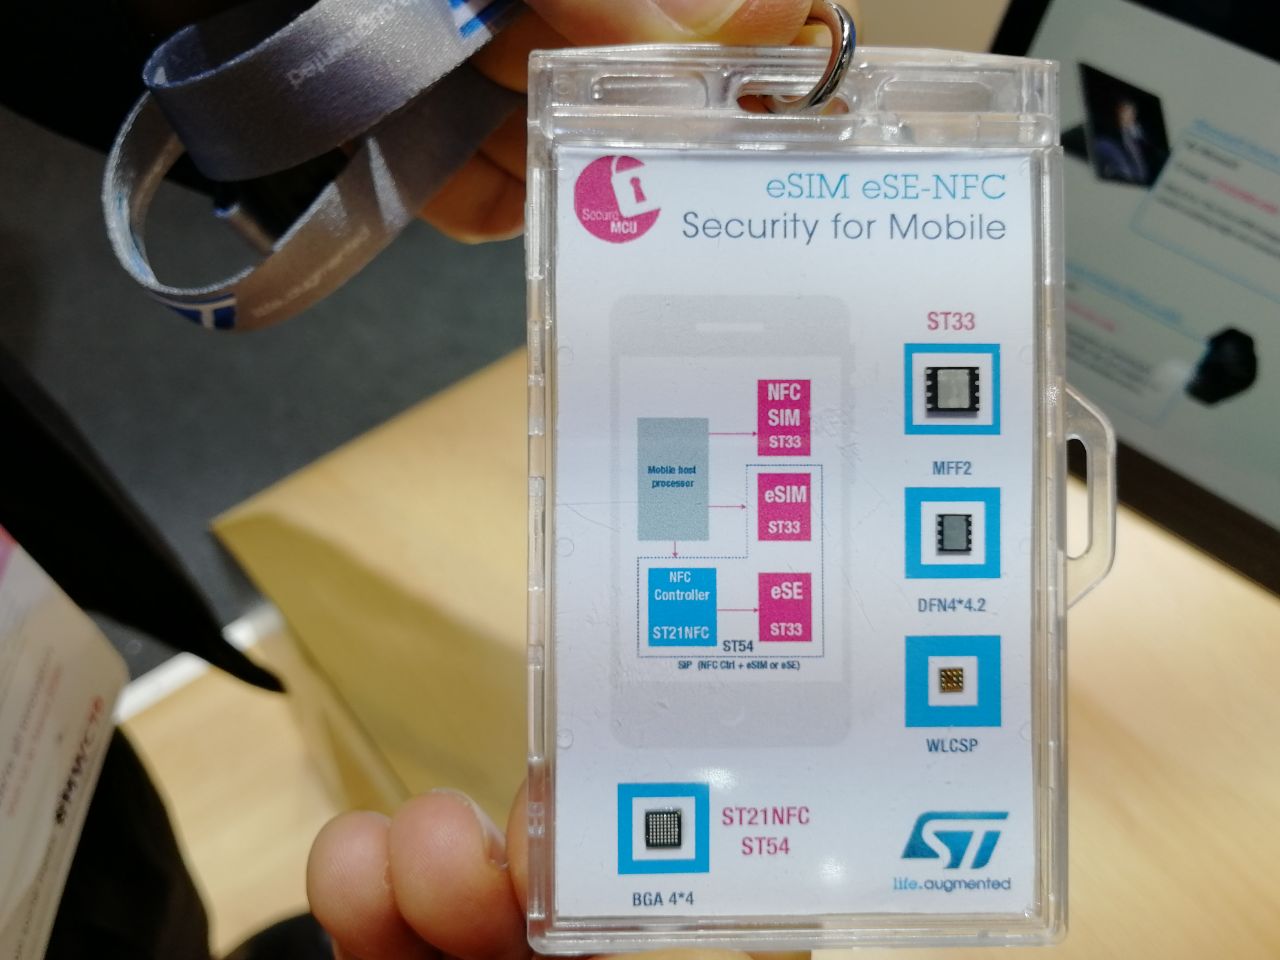 Secure
MCU
eSIM eSE-NFC
Security for Mobile
ST33
NFC
SIM
ST33
Mobile host
processor
MFF2
eSIM
ST33
NFC
Controller
ST21NFC
eSE
ST33
ST54
SiP (NFC Ctrl + eSIM or eSE)
DFN4*4.2
WLCSP
ST21NFC
ST54
BGA 4*4
ST
life.augmented